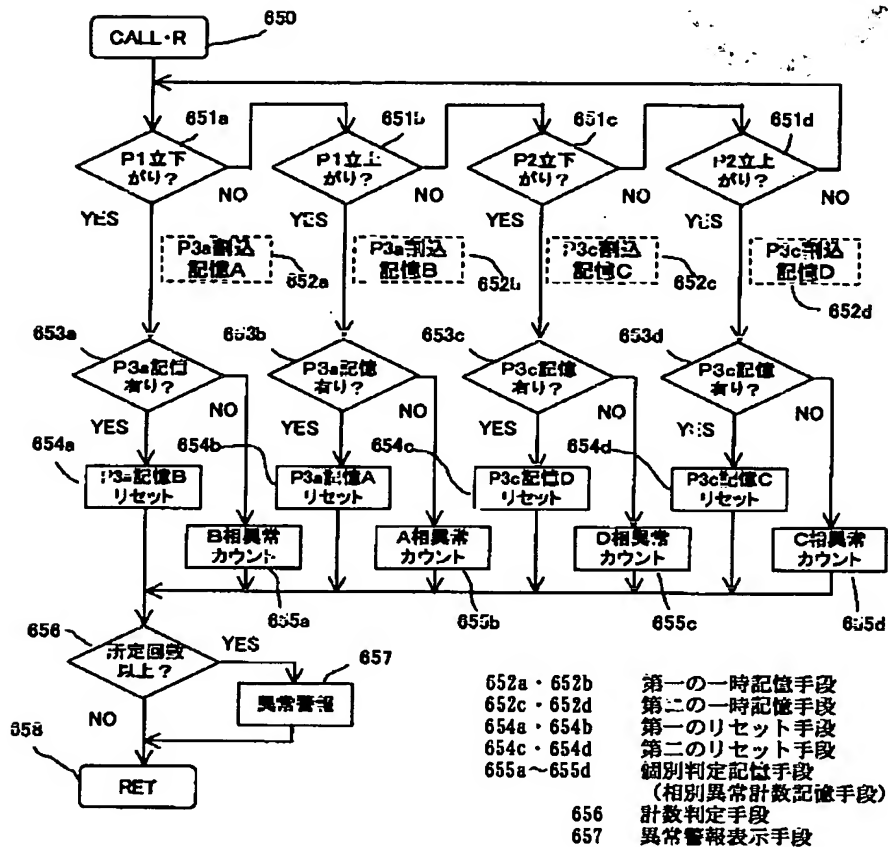 650
CALL・R
651a
651b
651c
651d
P1立下
がり?
P1立上
がり?
P2立下
がり?
P2立上
がり?
NO
NO
NO
NO
YES
YES
YES
YES
P3a割込
記憶A
P3a割込
記憶B
P3c割込
記憶C
P3c割込
記憶D
652a
652b
652c
652d
653a
653b
653c
653d
P3a記憶
有り?
P3a記憶
有り?
P3c記憶
有り?
P3c記憶
有り?
NO
NO
NO
NO
YES
YES
YES
YES
654a
654b
654c
654d
P3a記憶B
リセット
P3a記憶A
リセット
P3c記憶D
リセット
P3c記憶C
リセット
B相異常
カウント
A相異常
カウント
D相異常
カウント
C相異常
カウント
655a
655b
655c
655d
656
所定回数
以上?
YES
657
異常警報
NO
658
RET
652a・652b 第一の一時記憶手段
652c・652d 第二の一時記憶手段
654a・654b 第一のリセット手段
654c・654d 第二のリセット手段
655a~655d 個別判定記憶手段
(相別異常計数記憶手段)
656 計数判定手段
657 異常警報表示手段